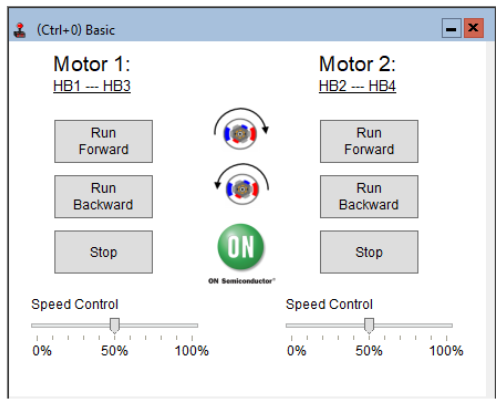 (Ctrl+0) Basic
Motor 1:
HB1 --- HB3
Motor 2:
HB2 --- HB4
Run
Forward
Run
Forward
Run
Backward
Run
Backward
Stop
ON
ON Semiconductor®
Stop
Speed Control
0% 50% 100%
Speed Control
0% 50% 100%